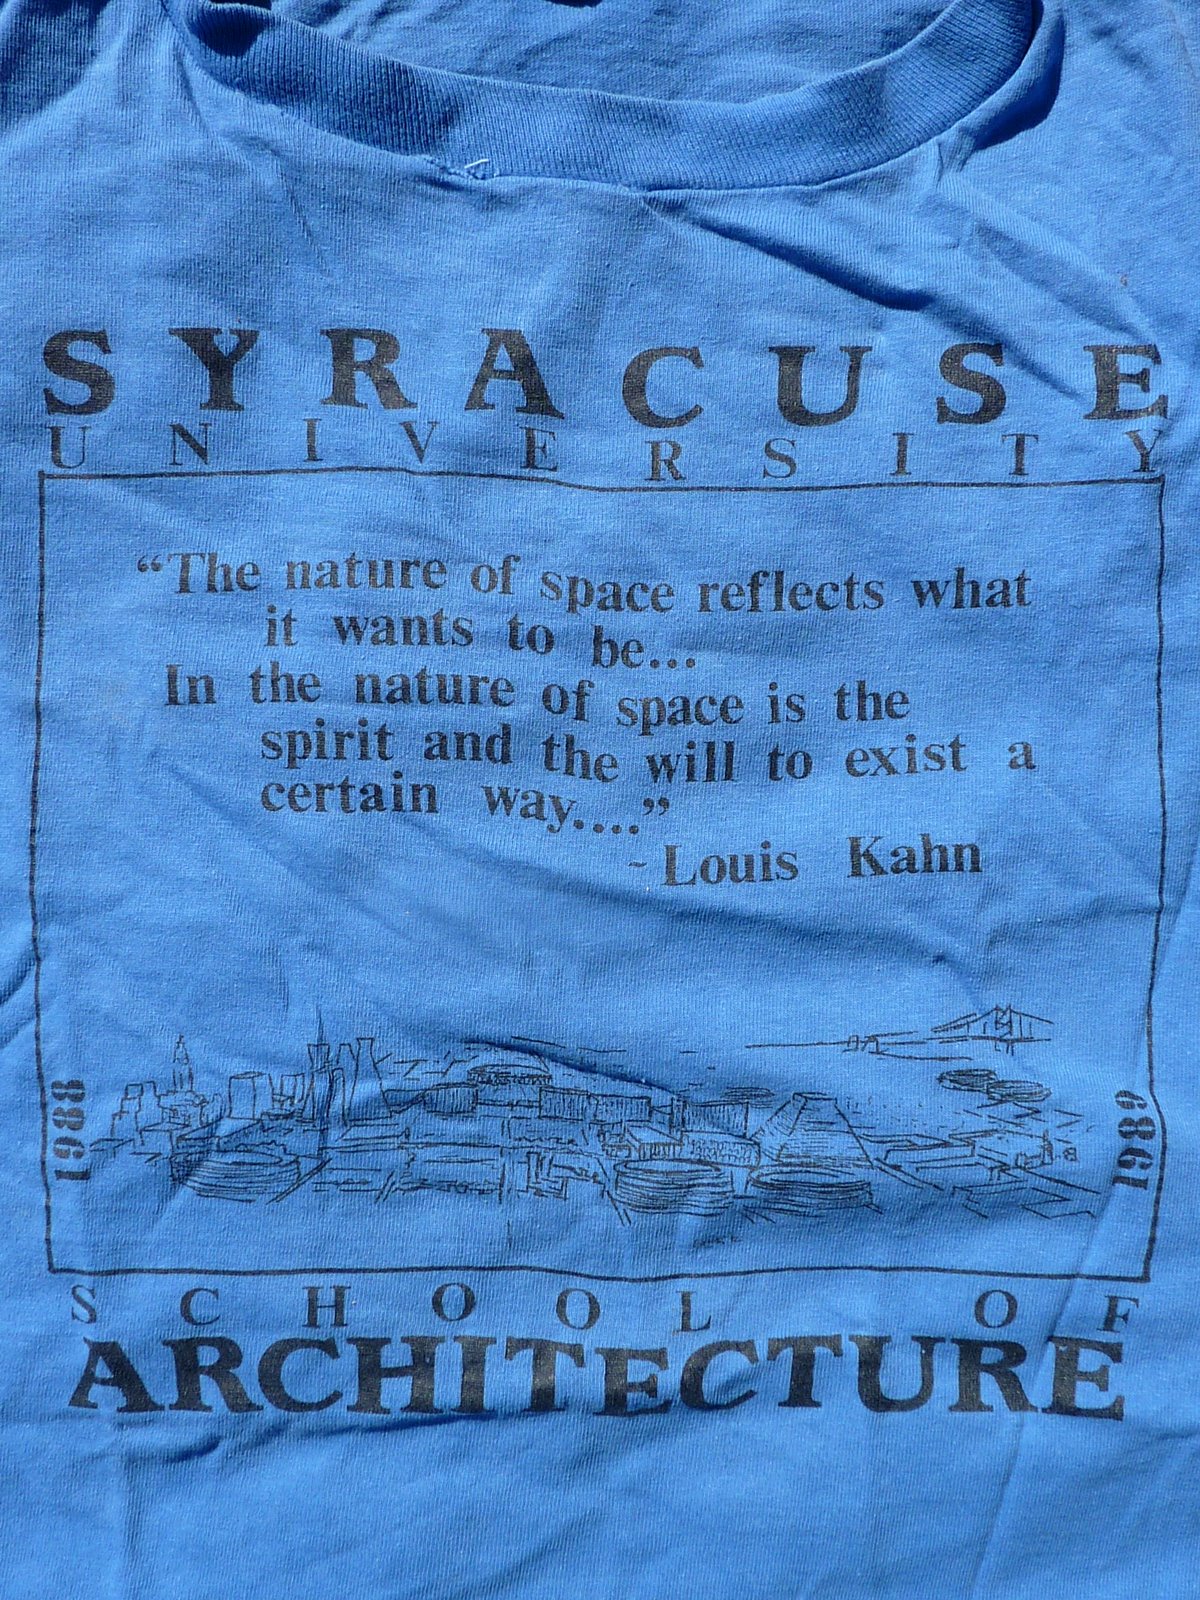 SYRACUSE
UNIVERSITY
“The nature of space reflects what
it wants to be...
In the nature of space is the
spirit and the will to exist a
certain way....”
- Louis Kahn
1988
1989
SCHOOL OF
ARCHITECTURE